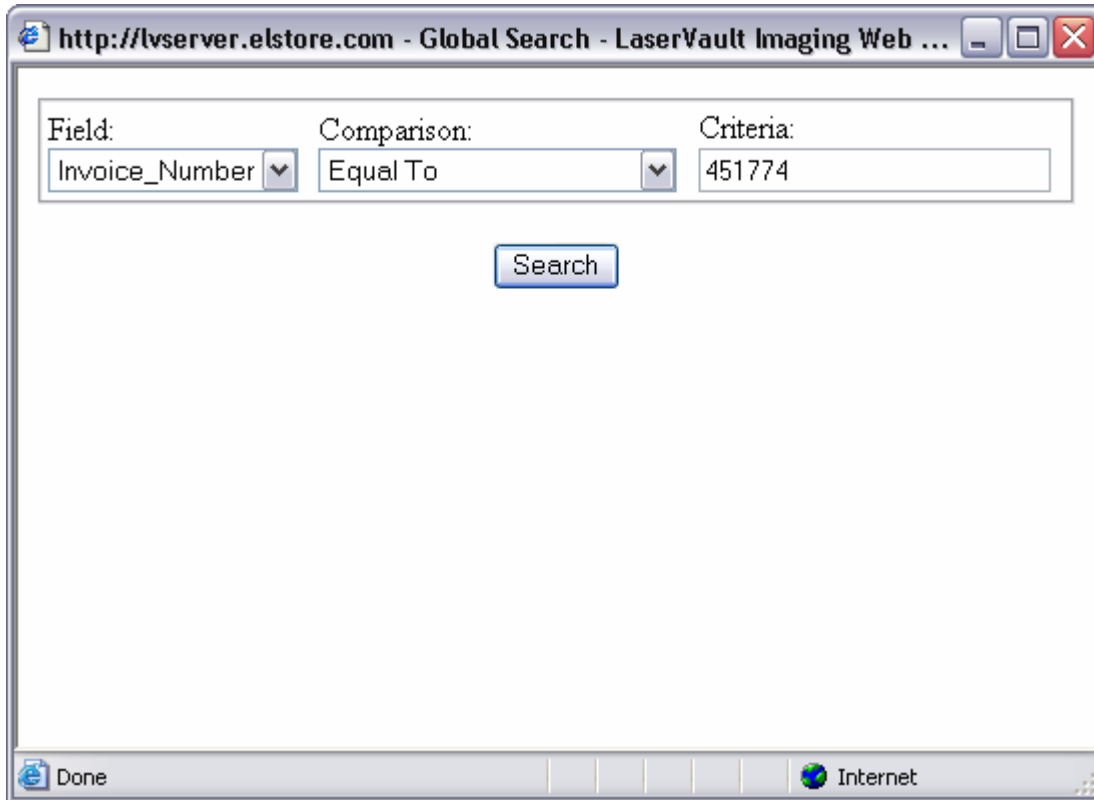 http://lvserver.elstore.com - Global Search - LaserVault Imaging Web ...
Field: Comparison: Criteria:
Invoice_Number Equal To 451774
Search
Done Internet